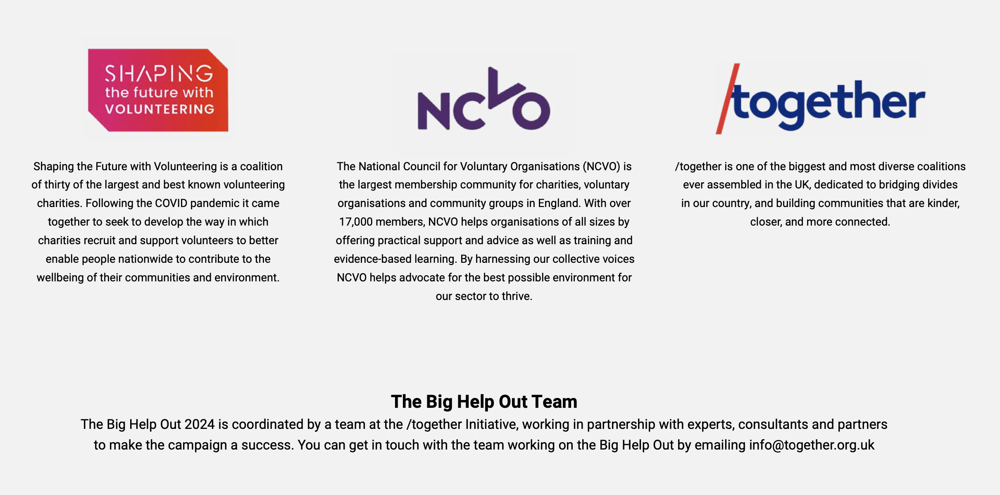 SHAPING
the future with
VOLUNTEERING
Shaping the Future with Volunteering is a coalition
of thirty of the largest and best known volunteering
charities. Following the COVID pandemic it came
together to seek to develop the way in which
charities recruit and support volunteers to better
enable people nationwide to contribute to the
wellbeing of their communities and environment.
NCVO
The National Council for Voluntary Organisations (NCVO) is
the largest membership community for charities, voluntary
organisations and community groups in England. With over
17,000 members, NCVO helps organisations of all sizes by
offering practical support and advice as well as training and
evidence-based learning. By harnessing our collective voices
NCVO helps advocate for the best possible environment for
our sector to thrive.
/together
/together is one of the biggest and most diverse coalitions
ever assembled in the UK, dedicated to bridging divides
in our country, and building communities that are kinder,
closer, and more connected.
The Big Help Out Team
The Big Help Out 2024 is coordinated by a team at the /together Initiative, working in partnership with experts, consultants and partners
to make the campaign a success. You can get in touch with the team working on the Big Help Out by emailing info@together.org.uk